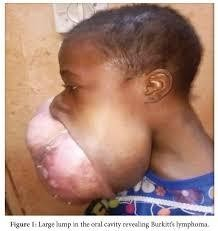 Figure 1: Large lump in the oral cavity revealing Burkitt's lymphoma.